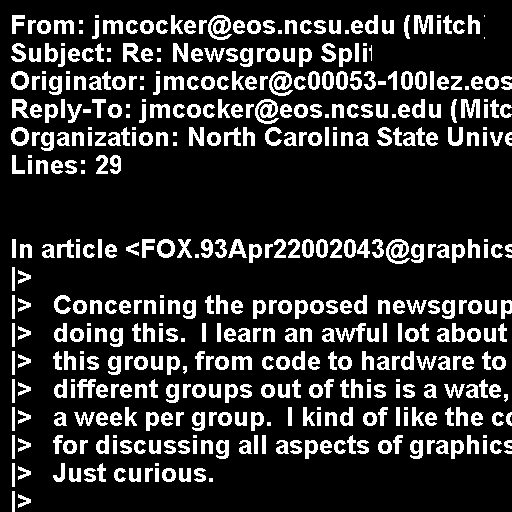 From: jmcocker@eos.ncsu.edu (Mitch
Subject: Re: Newsgroup Split
Originator: jmcocker@c00053-100lez.eos
Reply-To: jmcocker@eos.ncsu.edu (Mitc
Organization: North Carolina State Unive
Lines: 29
In article <FOX.93Apr22002043@graphics
|>
|> Concerning the proposed newsgroup
|> doing this. I learn an awful lot about
|> this group, from code to hardware to
|> different groups out of this is a wate,
|> a week per group. I kind of like the co
|> for discussing all aspects of graphics
|> Just curious.
|>